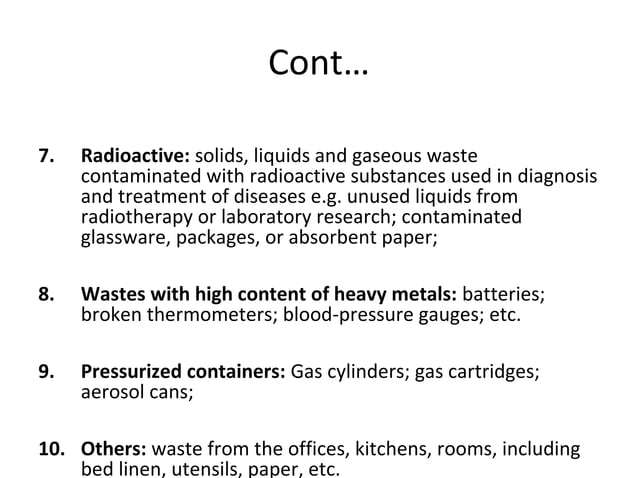 Cont…
7. Radioactive: solids, liquids and gaseous waste
contaminated with radioactive substances used in diagnosis
and treatment of diseases e.g. unused liquids from
radiotherapy or laboratory research; contaminated
glassware, packages, or absorbent paper;
8. Wastes with high content of heavy metals: batteries;
broken thermometers; blood-pressure gauges; etc.
9. Pressurized containers: Gas cylinders; gas cartridges;
aerosol cans;
10. Others: waste from the offices, kitchens, rooms, including
bed linen, utensils, paper, etc.